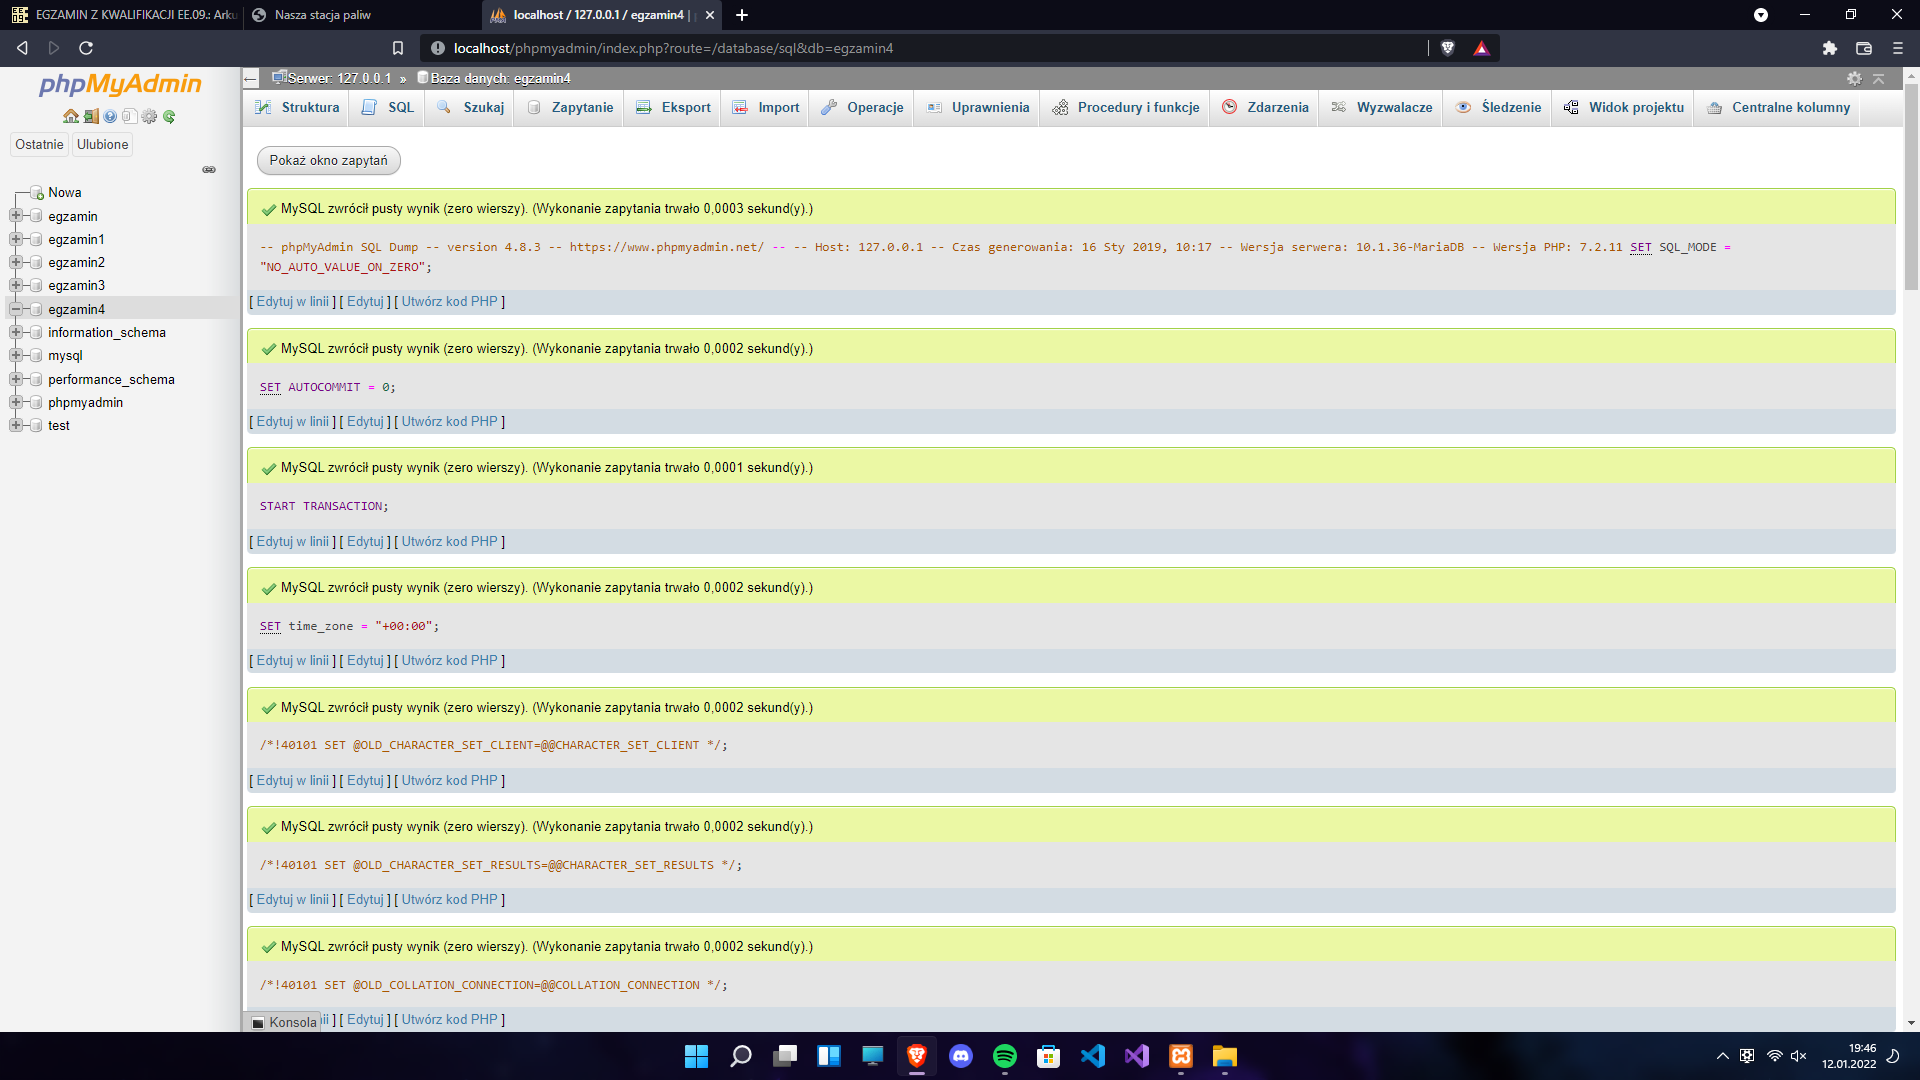 EGZAMIN Z KWALIFIKACJI EE.09.: Arku
Nasza stacja paliw
localhost / 127.0.0.1 / egzamin4 |
localhost/phpmyadmin/index.php?route=/database/sql&db=egzamin4
phpMyAdmin
Ostatnie
Ulubione
Nowa
egzamin
egzamin1
egzamin2
egzamin3
egzamin4
information_schema
mysql
performance_schema
phpmyadmin
test
Serwer: 127.0.0.1 » Baza danych: egzamin4
Struktura SQL Szukaj Zapytanie Eksport Import Operacje Uprawnienia Procedury i funkcje Zdarzenia Wyzwalacze Śledzenie Widok projektu Centralne kolumny
Pokaż okno zapytań
MySQL zwrócił pusty wynik (zero wierszy). (Wykonanie zapytania trwało 0,0003 sekund(y).)
-- phpMyAdmin SQL Dump -- version 4.8.3 -- https://www.phpmyadmin.net/ -- -- Host: 127.0.0.1 -- Czas generowania: 16 Sty 2019, 10:17 -- Wersja serwera: 10.1.36-MariaDB -- Wersja PHP: 7.2.11 SET SQL_MODE =
"NO_AUTO_VALUE_ON_ZERO";
[ Edytuj w linii ] [ Edytuj ] [ Utwórz kod PHP ]
MySQL zwrócił pusty wynik (zero wierszy). (Wykonanie zapytania trwało 0,0002 sekund(y).)
SET AUTOCOMMIT = 0;
[ Edytuj w linii ] [ Edytuj ] [ Utwórz kod PHP ]
MySQL zwrócił pusty wynik (zero wierszy). (Wykonanie zapytania trwało 0,0001 sekund(y).)
START TRANSACTION;
[ Edytuj w linii ] [ Edytuj ] [ Utwórz kod PHP ]
MySQL zwrócił pusty wynik (zero wierszy). (Wykonanie zapytania trwało 0,0002 sekund(y).)
SET time_zone = "+00:00";
[ Edytuj w linii ] [ Edytuj ] [ Utwórz kod PHP ]
MySQL zwrócił pusty wynik (zero wierszy). (Wykonanie zapytania trwało 0,0002 sekund(y).)
/*!40101 SET @OLD_CHARACTER_SET_CLIENT=@@CHARACTER_SET_CLIENT */;
[ Edytuj w linii ] [ Edytuj ] [ Utwórz kod PHP ]
MySQL zwrócił pusty wynik (zero wierszy). (Wykonanie zapytania trwało 0,0002 sekund(y).)
/*!40101 SET @OLD_CHARACTER_SET_RESULTS=@@CHARACTER_SET_RESULTS */;
[ Edytuj w linii ] [ Edytuj ] [ Utwórz kod PHP ]
MySQL zwrócił pusty wynik (zero wierszy). (Wykonanie zapytania trwało 0,0002 sekund(y).)
/*!40101 SET @OLD_COLLATION_CONNECTION=@@COLLATION_CONNECTION */;
Konsola ii ] [ Edytuj ] [ Utwórz kod PHP ]
19:46
12.01.2022